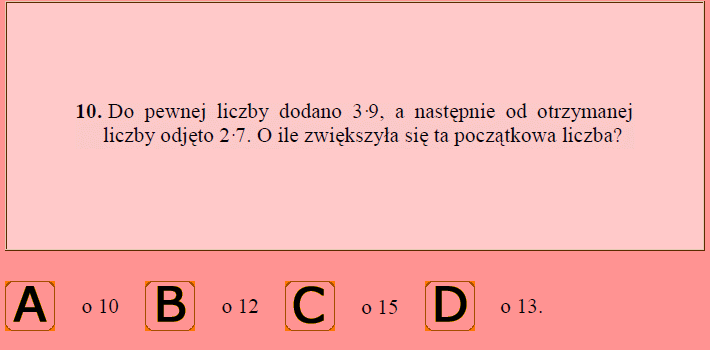 10. Do pewnej liczby dodano 3·9, a następnie od otrzymanej
liczby odjęto 2·7. O ile zwiększyła się ta początkowa liczba?
A o 10 B o 12 C o 15 D o 13.